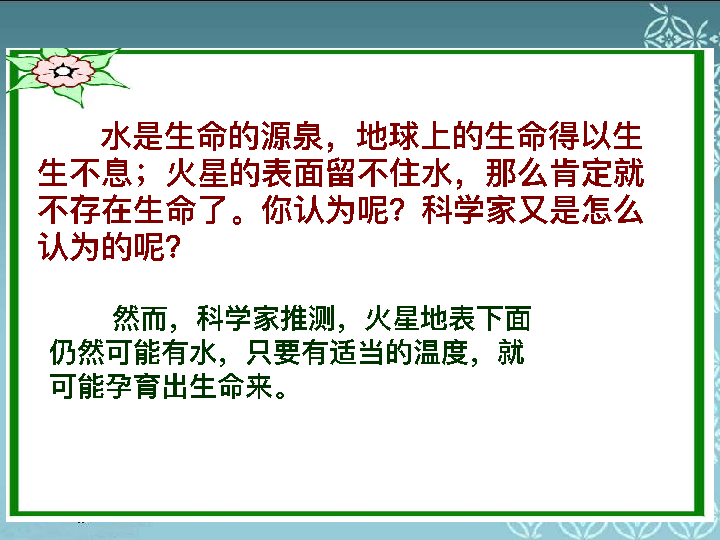 水是生命的源泉，地球上的生命得以生
生不息；火星的表面留不住水，那么肯定就
不存在生命了。你认为呢？科学家又是怎么
认为的呢？
然而，科学家推测，火星地表下面
仍然可能有水，只要有适当的温度，就
可能孕育出生命来。